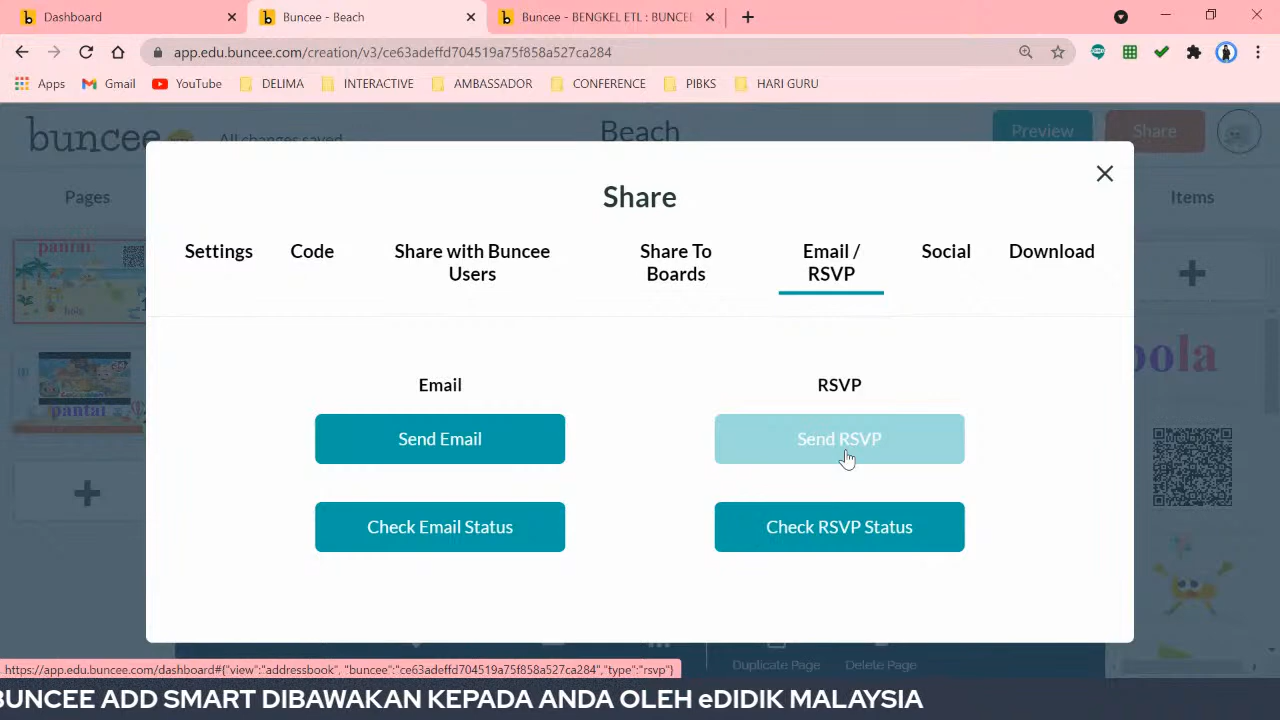 Dashboard
Buncee - Beach
Buncee - BENGKEL ETL : BUNCE
app.edu.buncee.com/creation/v3/ce63adeffd704519a75f858a527ca284
Apps
Gmail
YouTube
DELIMA
INTERACTIVE
AMBASSADOR
CONFERENCE
PIBKS
HARI GURU
buncee
All changes saved
Beach
Preview
Share
Pages
Items
Share
Settings
Code
Share with Buncee
Users
Share To
Boards
Email /
RSVP
Social
Download
Email
RSVP
Send Email
Send RSVP
Check Email Status
Check RSVP Status
pantai
bola
pantai
Duplicate Page
Delete Page
https://app.edu.buncee.com/dashboard#{"view":"addressbook", "buncee":"ce63adeffd704519a75f858a527ca284","type":"rsvp"}
BUNCEE ADD SMART DIBAWAKAN KEPADA ANDA OLEH eDIDIK MALAYSIA